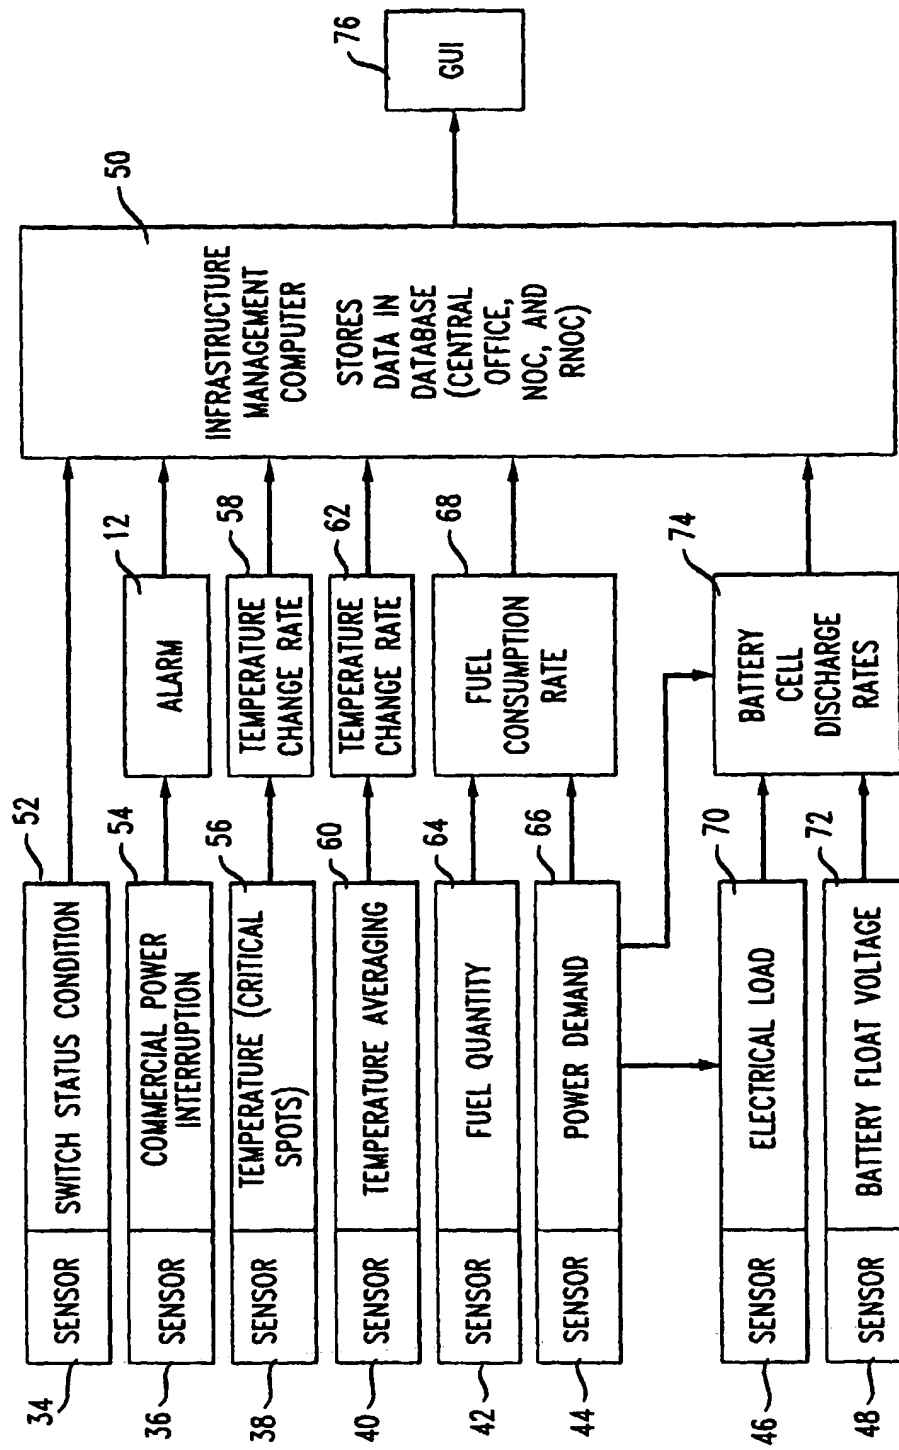 34
SENSOR
SWITCH STATUS CONDITION
52
36
SENSOR
COMMERCIAL POWER
INTERRUPTION
54
ALARM
12
38
SENSOR
TEMPERATURE (CRITICAL
SPOTS)
56
TEMPERATURE
CHANGE RATE
58
40
SENSOR
TEMPERATURE AVERAGING
60
TEMPERATURE
CHANGE RATE
62
42
SENSOR
FUEL QUANTITY
64
44
SENSOR
POWER DEMAND
66
FUEL
CONSUMPTION
RATE
68
46
SENSOR
ELECTRICAL LOAD
70
48
SENSOR
BATTERY FLOAT VOLTAGE
72
BATTERY
CELL
DISCHARGE
RATES
74
INFRASTRUCTURE
MANAGEMENT
COMPUTER
STORES
DATA IN
DATABASE
(CENTRAL
OFFICE,
NOC, AND
RNOC)
50
GUI
76